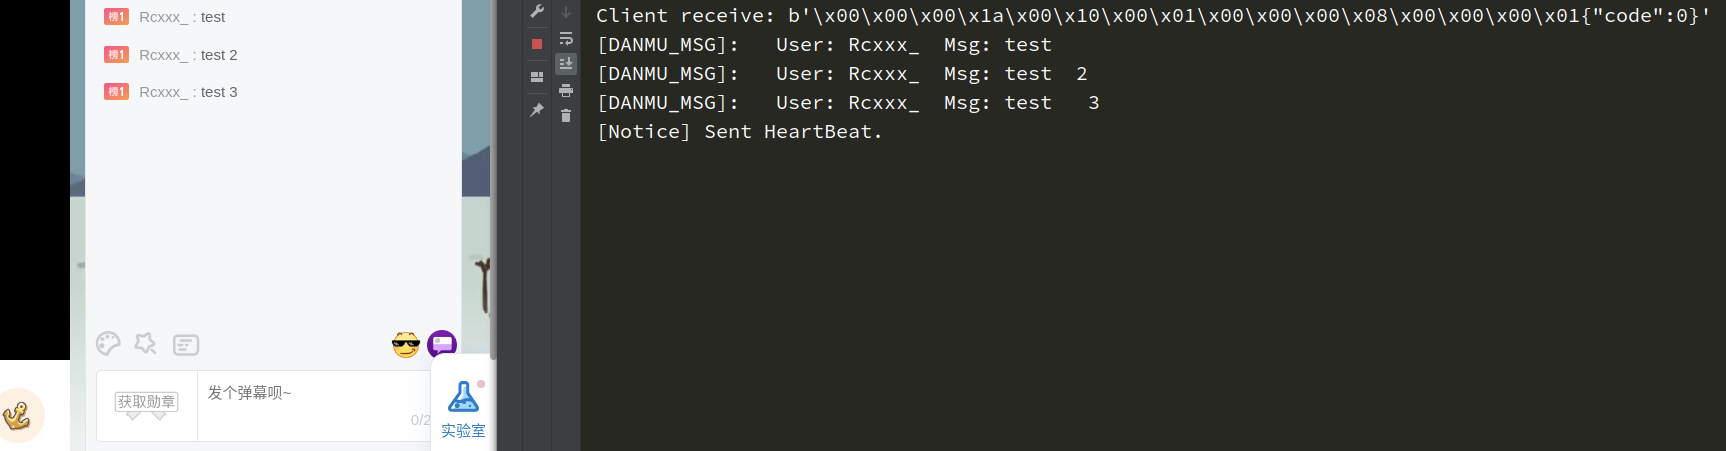 榜1 Rcxxx_ : test
榜1 Rcxxx_ : test 2
榜1 Rcxxx_ : test 3
获取勋章
发个弹幕呗~
0/2
实验室
Client receive: b'\x00\x00\x00\x1a\x00\x10\x00\x01\x00\x00\x00\x08\x00\x00\x00\x01{"code":0}'
[DANMU_MSG]:   User: Rcxxx_  Msg: test
[DANMU_MSG]:   User: Rcxxx_  Msg: test  2
[DANMU_MSG]:   User: Rcxxx_  Msg: test   3
[Notice] Sent HeartBeat.